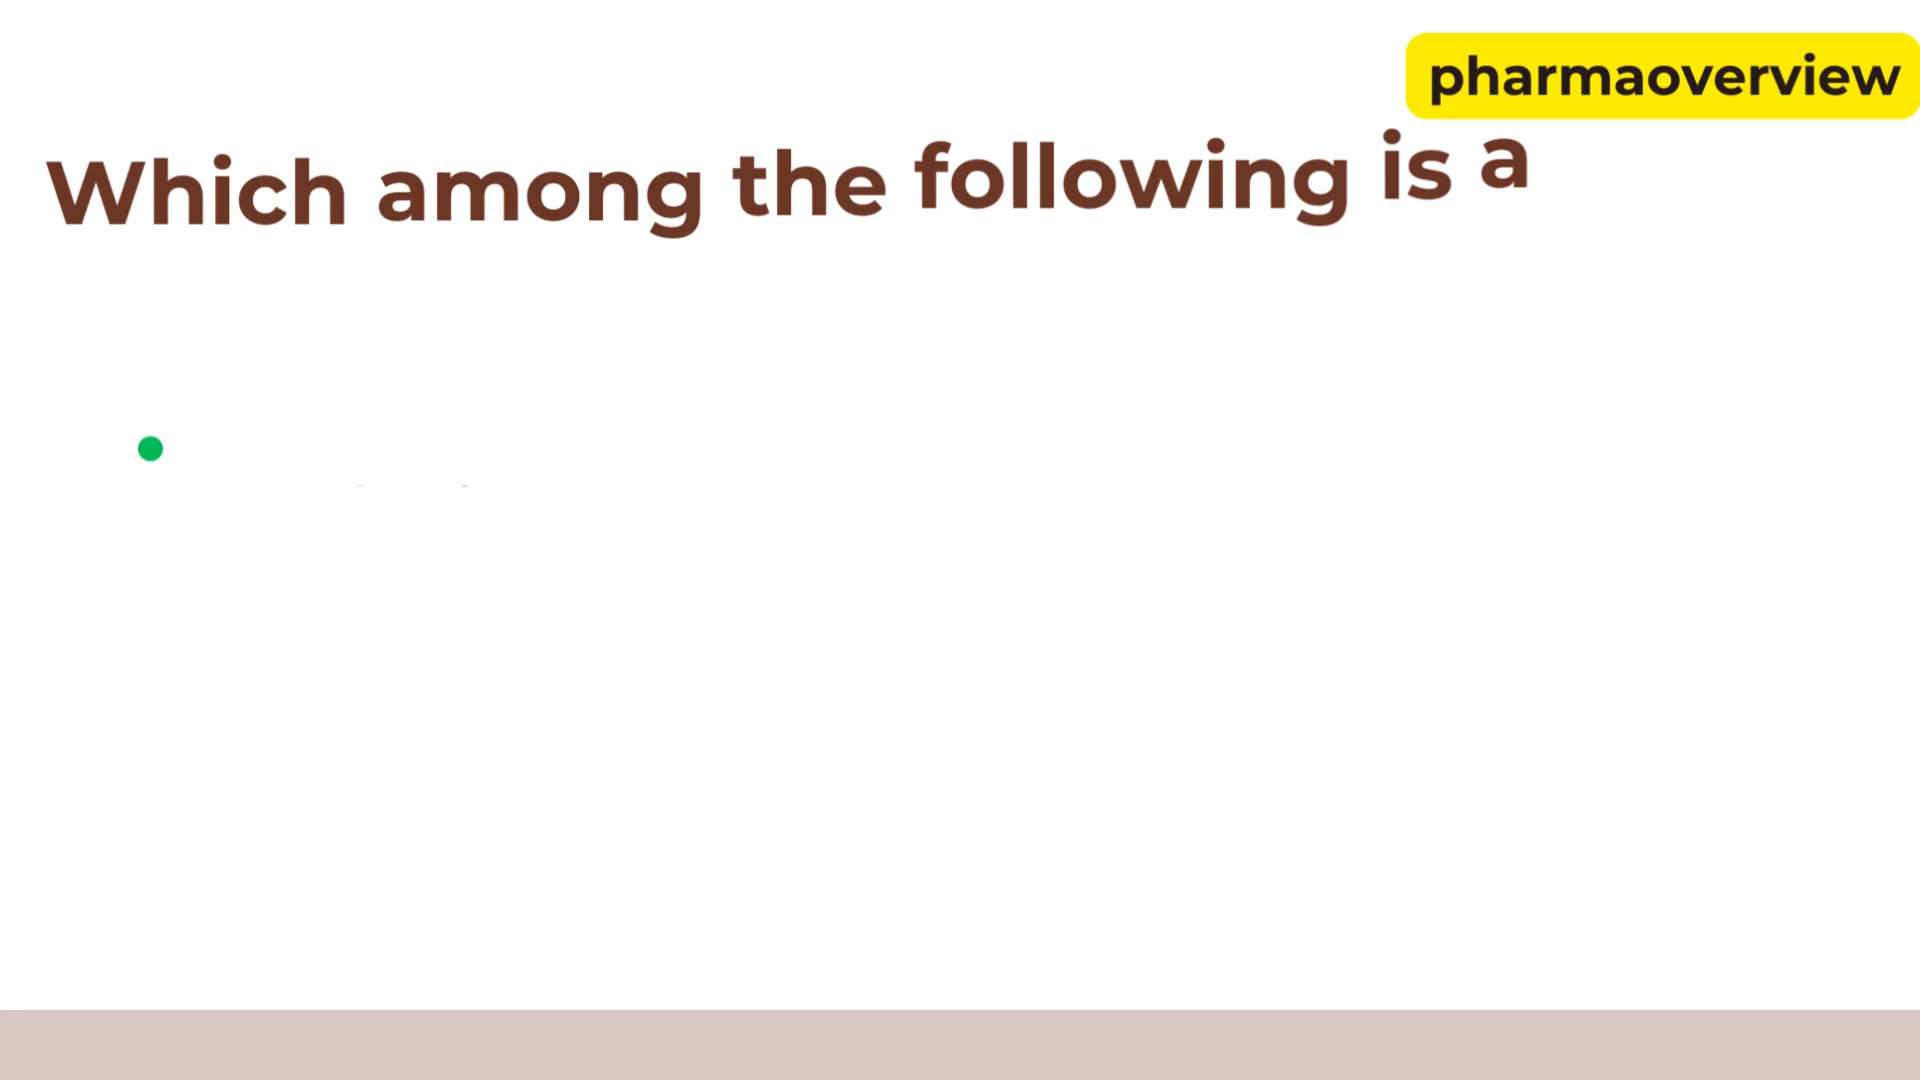 pharmaoverview
Which among the following is a